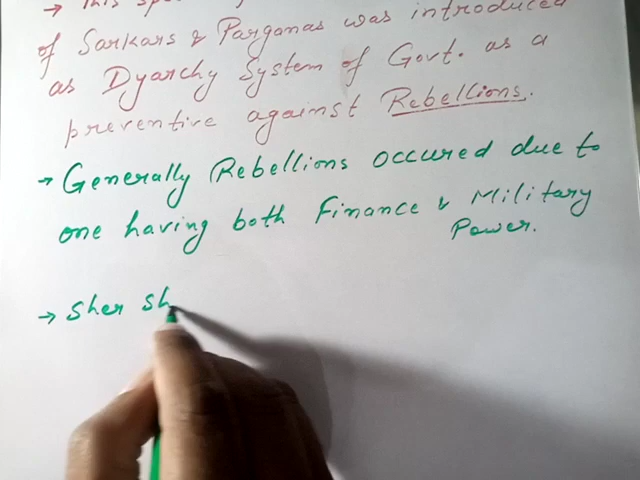 → This
of Sarkars & Parganas was introduced
as Dyarchy System of Govt. as a
preventive against Rebellions.
→ Generally Rebellions occured due to
one having both Finance & Military
Power.
→ Sher Sh